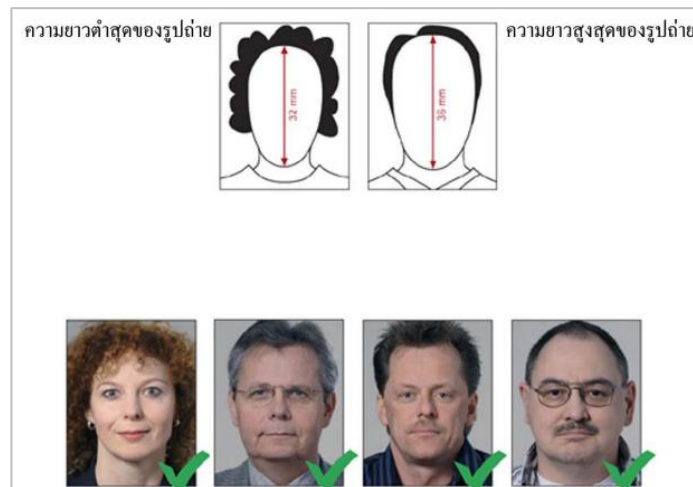 ความยาวต่ำสุดของรูปถ่าย
ความยาวสูงสุดของรูปถ่าย
32 mm
36 mm